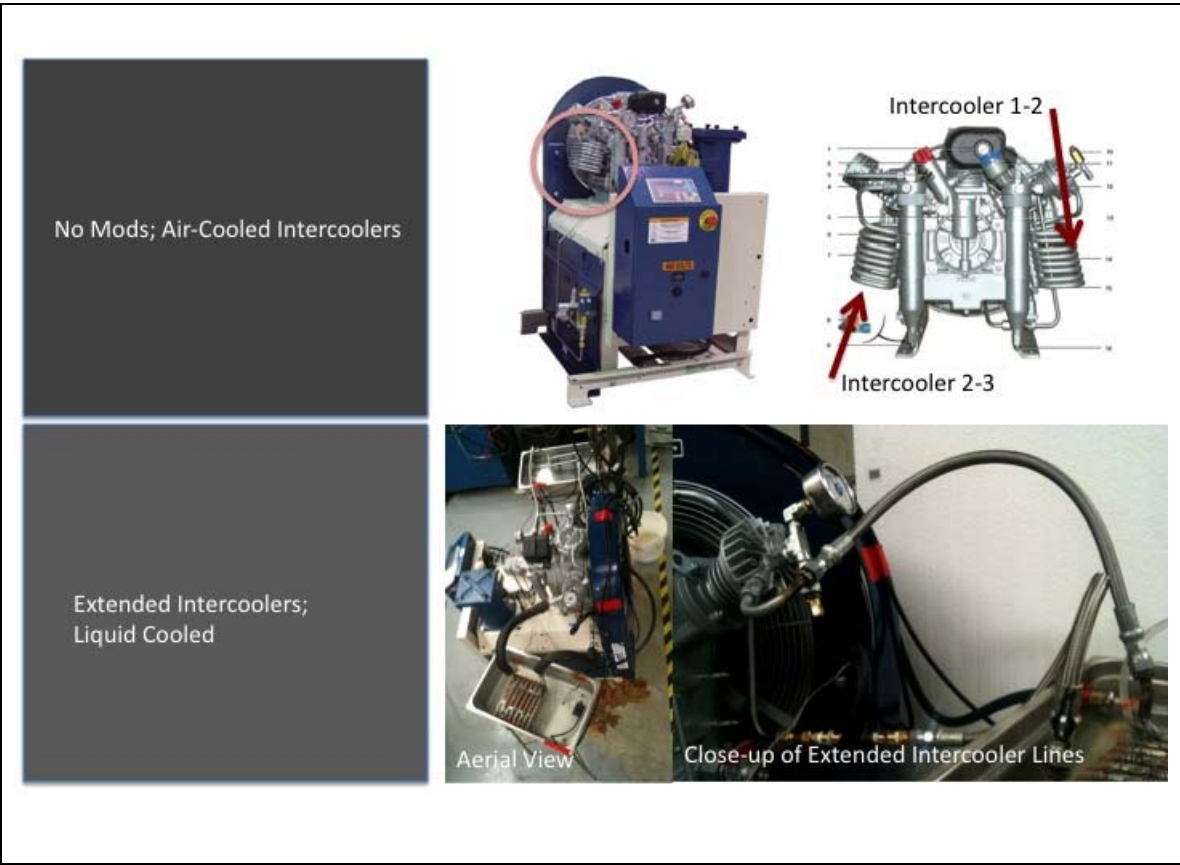 No Mods; Air-Cooled Intercoolers
Intercooler 1-2
Intercooler 2-3
Extended Intercoolers;
Liquid Cooled
Aerial View
Close-up of Extended Intercooler Lines